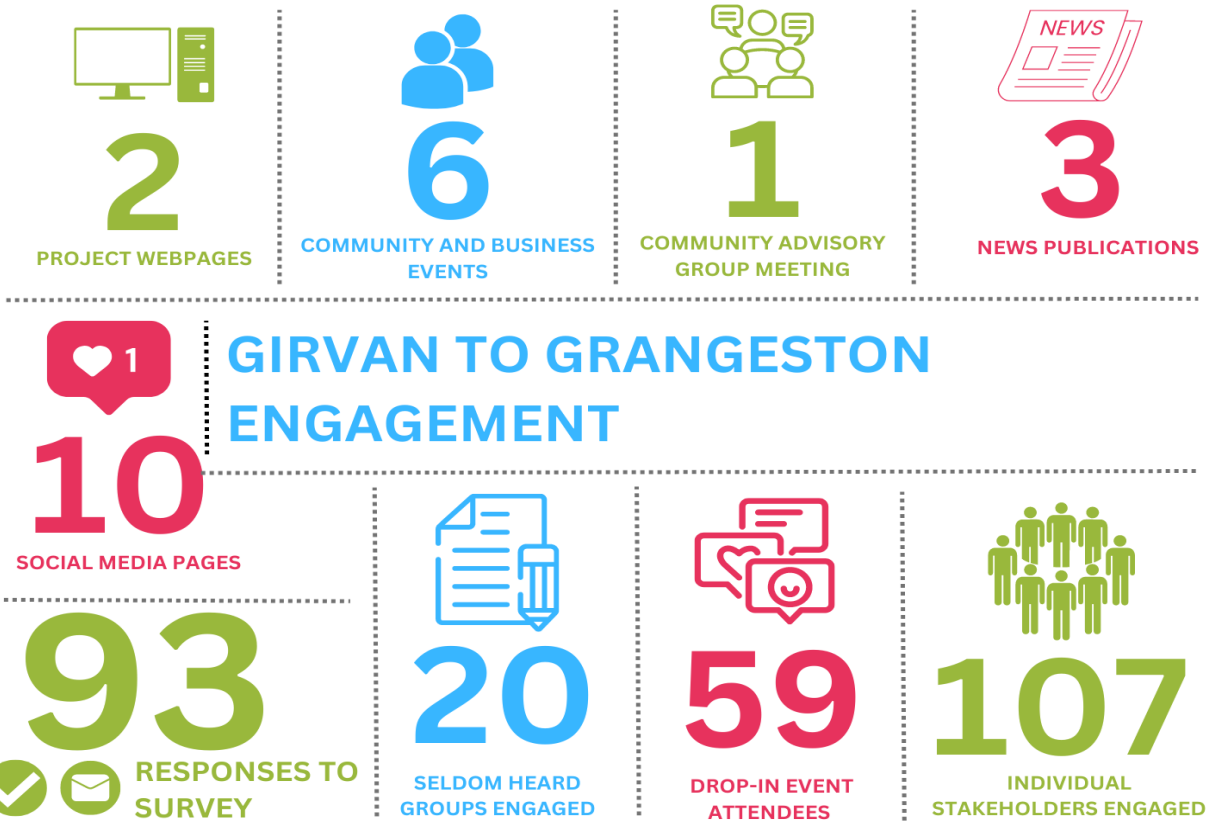 2
PROJECT WEBPAGES
6
COMMUNITY AND BUSINESS
EVENTS
1
COMMUNITY ADVISORY
GROUP MEETING
NEWS
3
NEWS PUBLICATIONS
1
10
SOCIAL MEDIA PAGES
GIRVAN TO GRANGESTON
ENGAGEMENT
93
RESPONSES TO
SURVEY
20
SELDOM HEARD
GROUPS ENGAGED
59
DROP-IN EVENT
ATTENDEES
107
INDIVIDUAL
STAKEHOLDERS ENGAGED